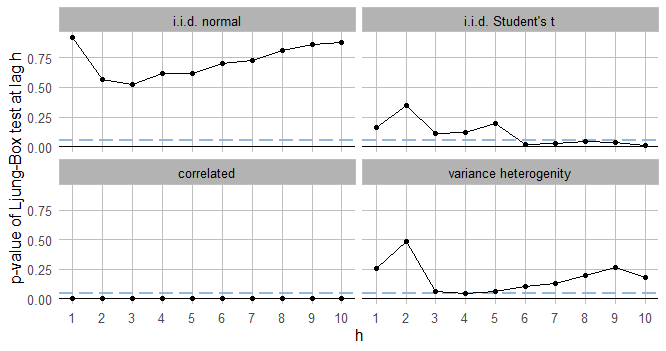 i.i.d. normal
i.i.d. Student's t
0.75
0.50
0.25
0.00
correlated
variance heterogenity
0.75
0.50
0.25
0.00
1 2 3 4 5 6 7 8 9 10
1 2 3 4 5 6 7 8 9 10
h
p-value of Ljung-Box test at lag h